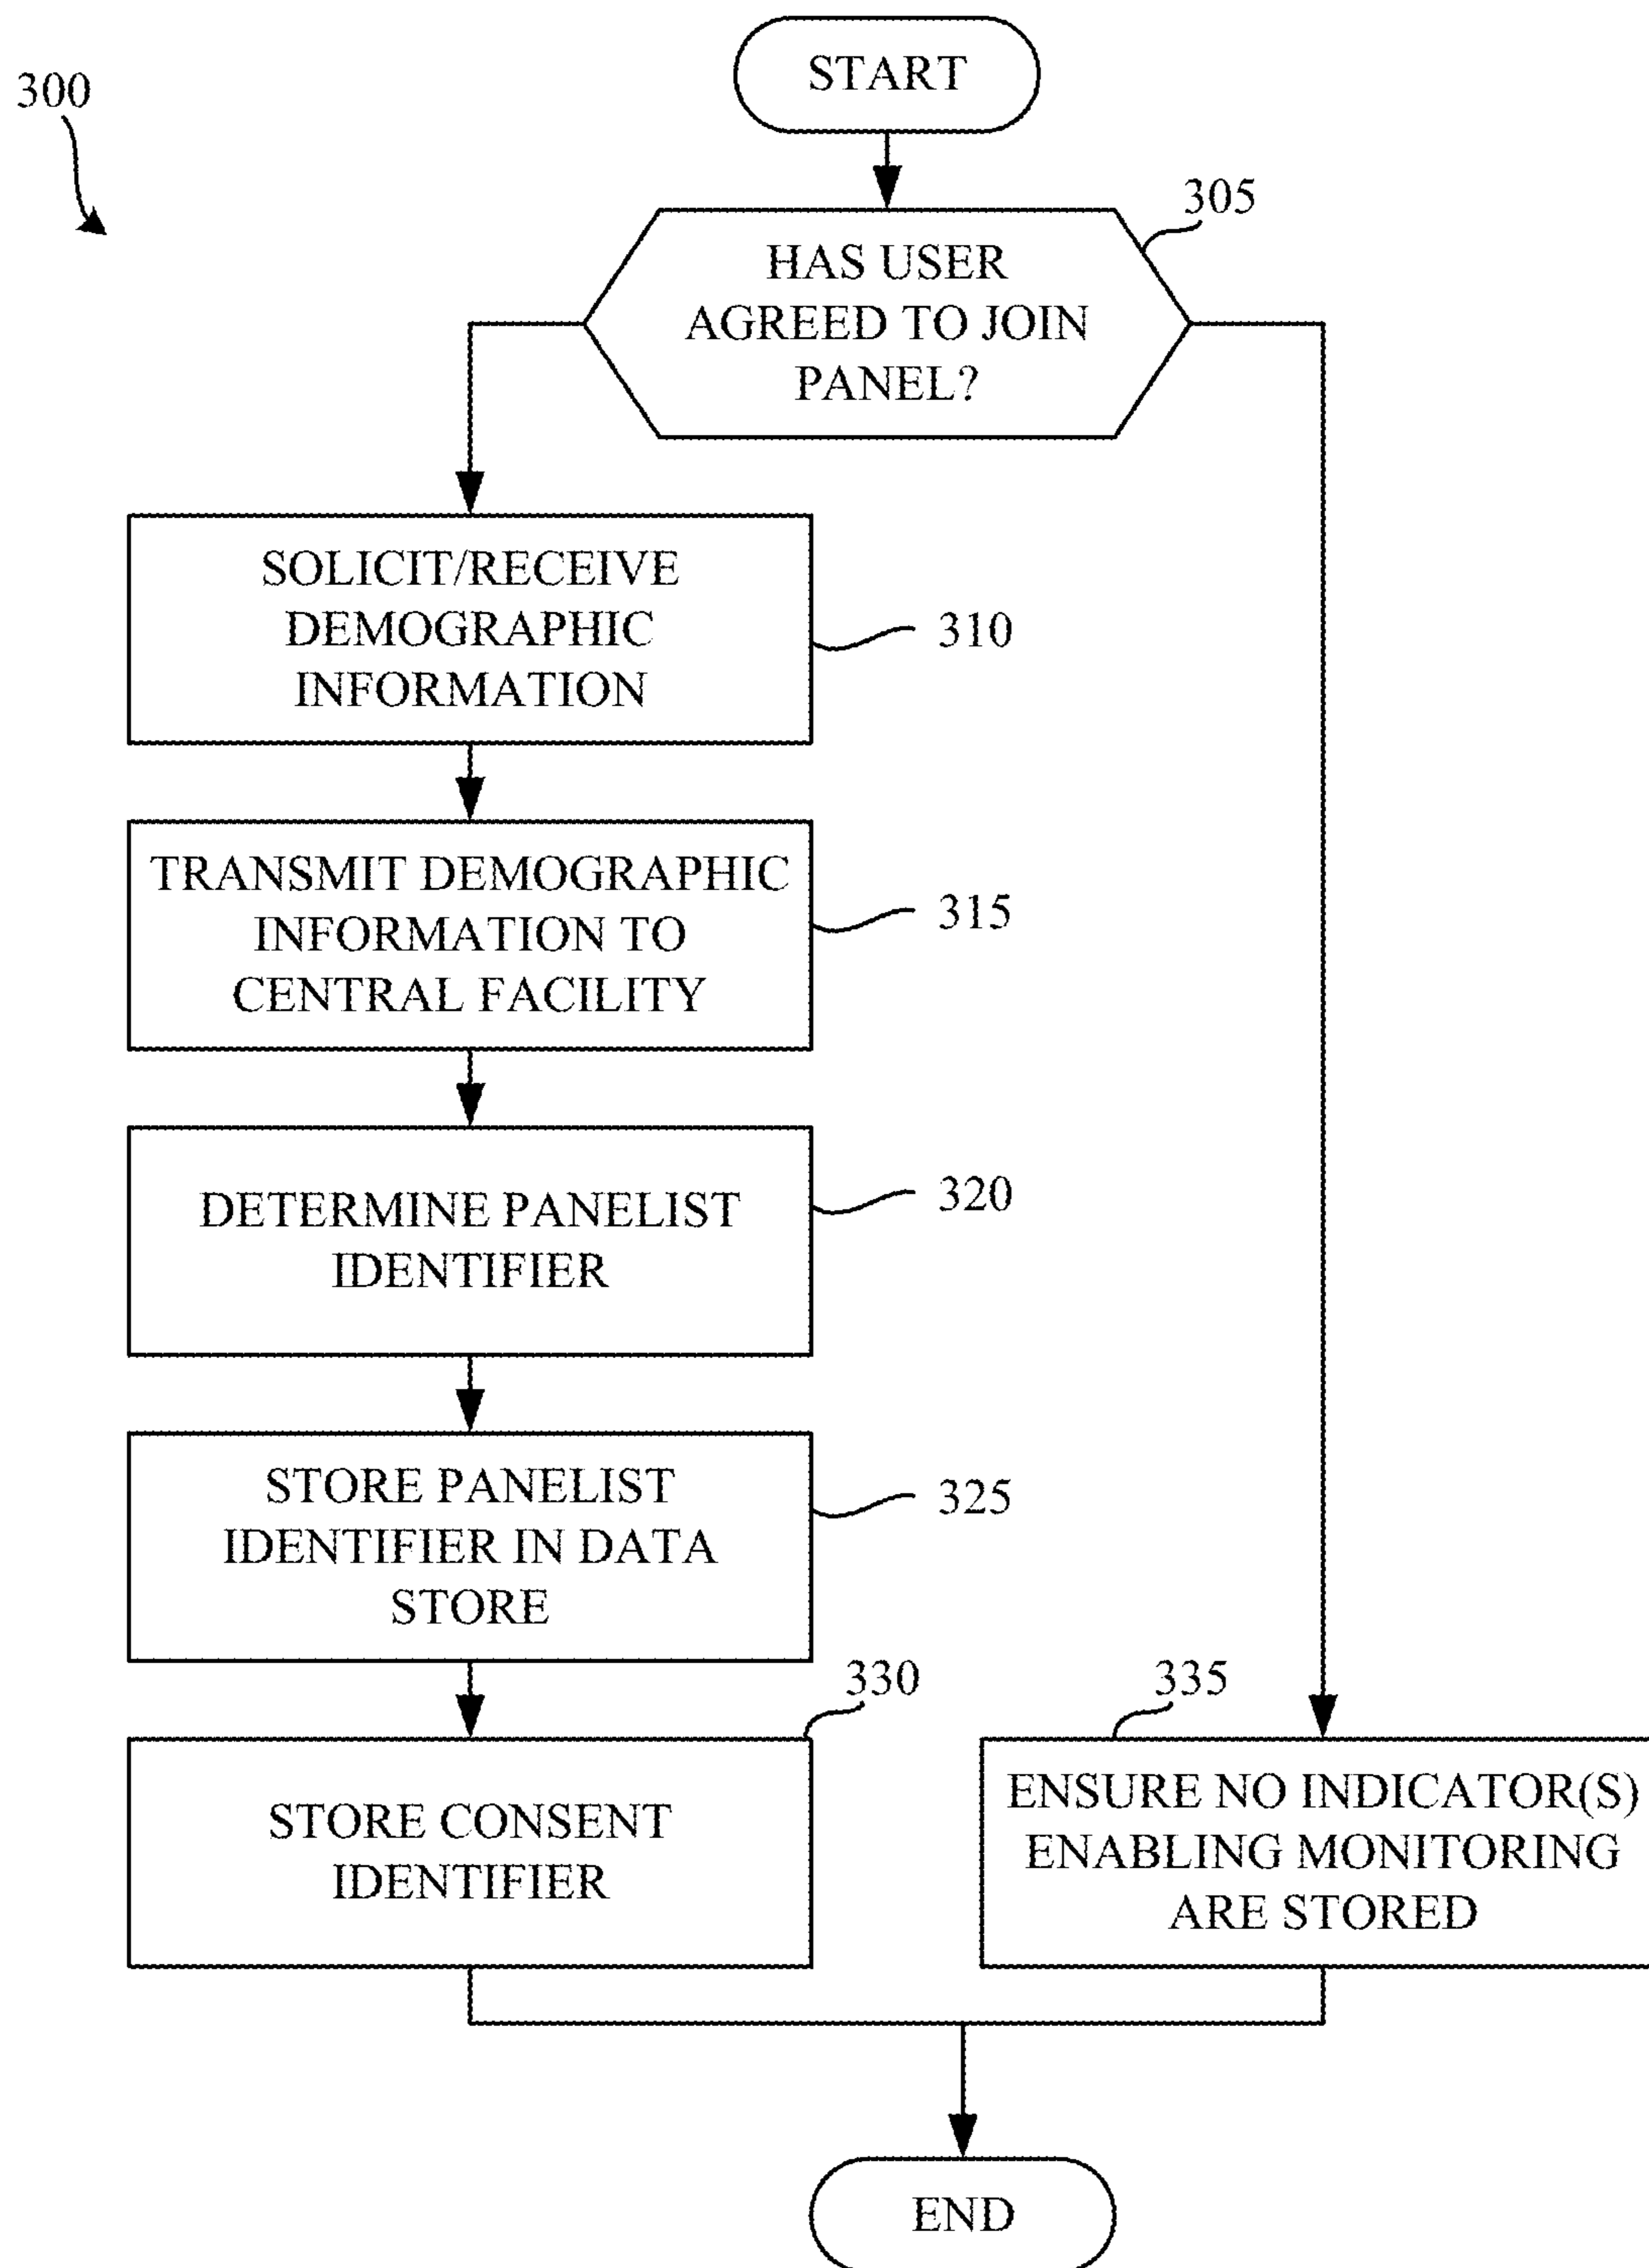 START
300
305
HAS USER
AGREED TO JOIN
PANEL?
SOLICIT/RECEIVE
DEMOGRAPHIC
INFORMATION
310
TRANSMIT DEMOGRAPHIC
INFORMATION TO
CENTRAL FACILITY
315
DETERMINE PANELIST
IDENTIFIER
320
STORE PANELIST
IDENTIFIER IN DATA
STORE
325
330
STORE CONSENT
IDENTIFIER
335
ENSURE NO INDICATOR(S)
ENABLING MONITORING
ARE STORED
END